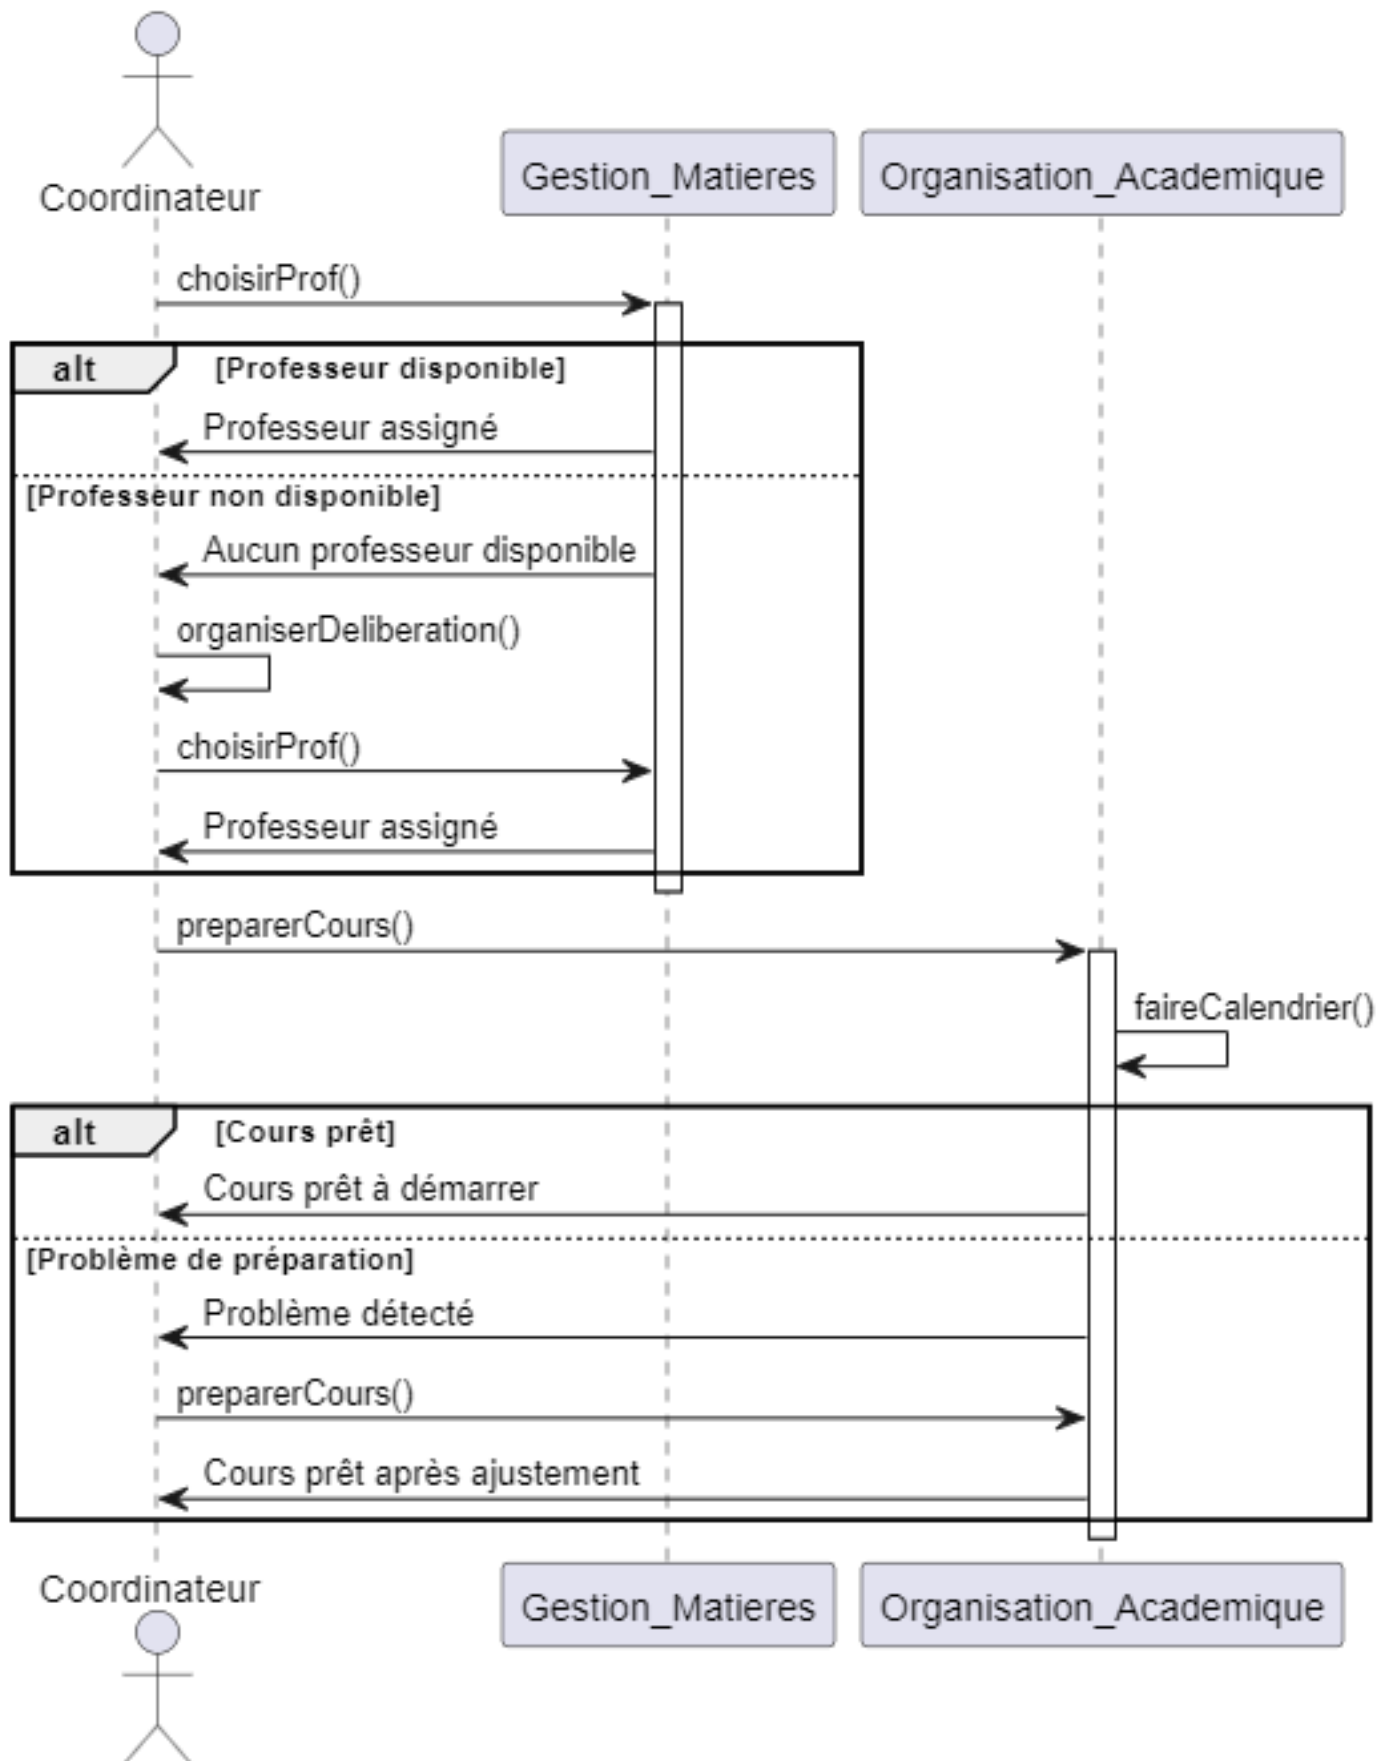 Coordinateur
Gestion_Matieres
Organisation_Academique
choisirProf()
alt
[Professeur disponible]
Professeur assigné
[Professeur non disponible]
Aucun professeur disponible
organiserDeliberation()
choisirProf()
Professeur assigné
preparerCours()
faireCalendrier()
alt
[Cours prêt]
Cours prêt à démarrer
[Problème de préparation]
Problème détecté
preparerCours()
Cours prêt après ajustement
Coordinateur
Gestion_Matieres
Organisation_Academique